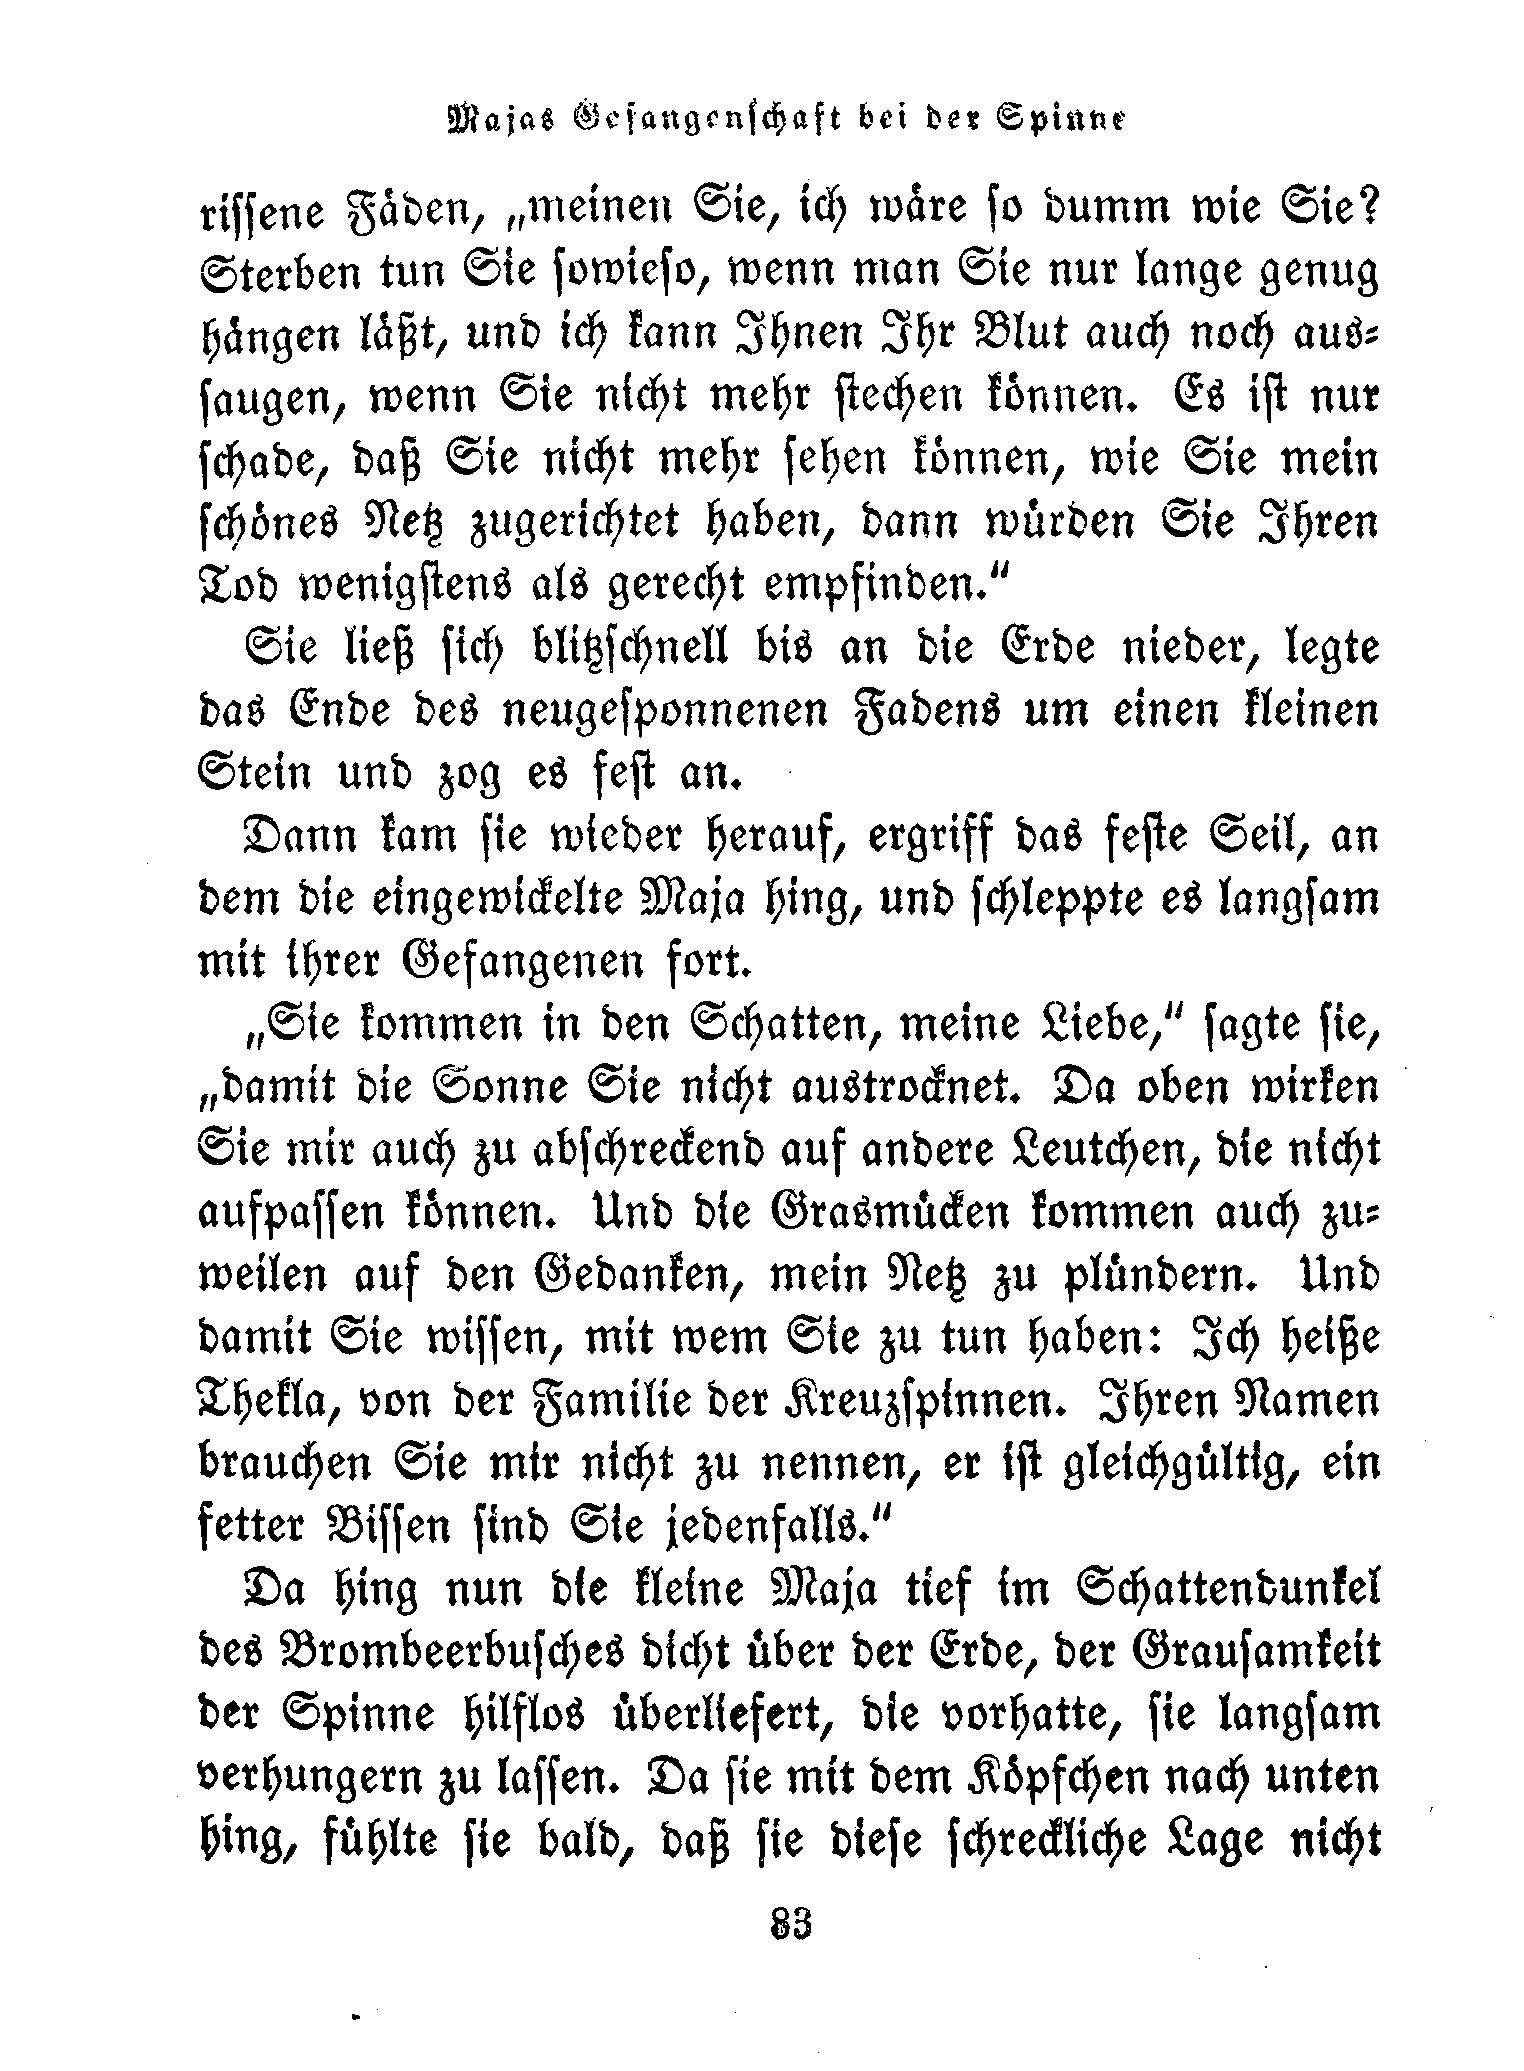 Majas Gefangenschaft bei der Spinne
rissene Fäden, „meinen Sie, ich wäre so dumm wie Sie?
Sterben tun Sie sowieso, wenn man Sie nur lange genug
hängen läßt, und ich kann Ihnen Ihr Blut auch noch aus-
saugen, wenn Sie nicht mehr stechen können. Es ist nur
schade, daß Sie nicht mehr sehen können, wie Sie mein
schönes Netz zugerichtet haben, dann würden Sie Ihren
Tod wenigstens als gerecht empfinden.“
Sie ließ sich blitzschnell bis an die Erde nieder, legte
das Ende des neugesponnenen Fadens um einen kleinen
Stein und zog es fest an.
Dann kam sie wieder herauf, ergriff das feste Seil, an
dem die eingewickelte Maja hing, und schleppte es langsam
mit ihrer Gefangenen fort.
„Sie kommen in den Schatten, meine Liebe,“ sagte sie,
„damit die Sonne Sie nicht austrocknet. Da oben wirken
Sie mir auch zu abschreckend auf andere Leutchen, die nicht
aufpassen können. Und die Grasmücken kommen auch zu-
weilen auf den Gedanken, mein Netz zu plündern. Und
damit Sie wissen, mit wem Sie zu tun haben: Ich heiße
Thekla, von der Familie der Kreuzspinnen. Ihren Namen
brauchen Sie mir nicht zu nennen, er ist gleichgültig, ein
fetter Bissen sind Sie jedenfalls.“
Da hing nun die kleine Maja tief im Schattendunkel
des Brombeerbusches dicht über der Erde, der Grausamkeit
der Spinne hilflos überliefert, die vorhatte, sie langsam
verhungern zu lassen. Da sie mit dem Köpfchen nach unten
hing, fühlte sie bald, daß sie diese schreckliche Lage nicht
83